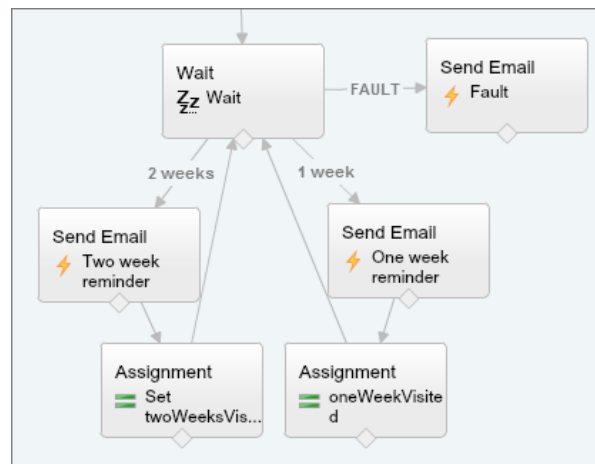 Wait
Zzz Wait
FAULT
Send Email
Fault
2 weeks
1 week
Send Email
Two week
reminder
Send Email
One week
reminder
Assignment
Set
twoWeeksVis...
Assignment
oneWeekVisite
d